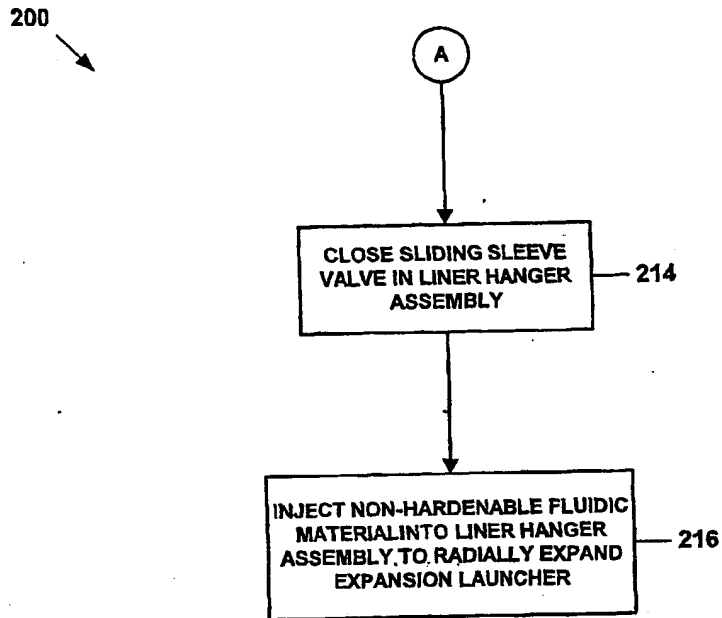 200
A
CLOSE SLIDING SLEEVE
VALVE IN LINER HANGER
ASSEMBLY
214
INJECT NON-HARDENABLE FLUIDIC
MATERIALINTO LINER HANGER
ASSEMBLY TO RADIALLY EXPAND
EXPANSION LAUNCHER
216